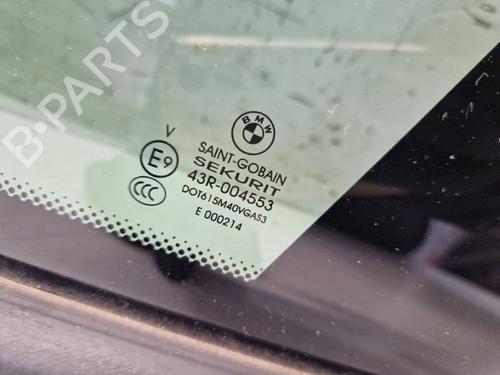 B-PARTS
BMW
V
SAINT-GOBAIN
SEKURIT
E9
43R-004553
CCC
DOT615M40VGAS3
E 000214